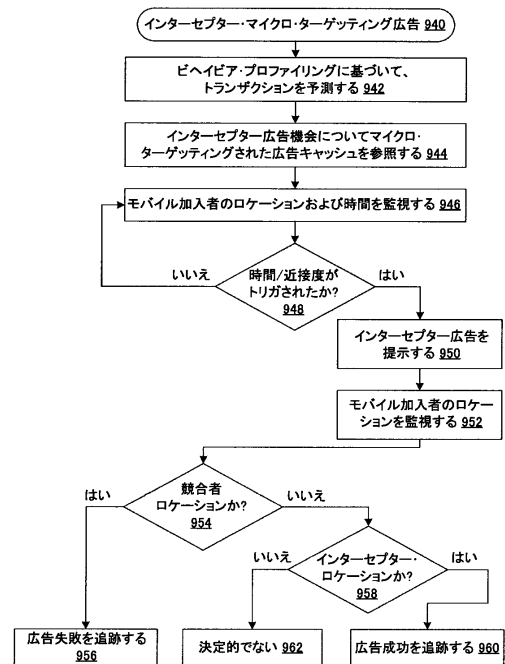 インターセプター・マイクロ・ターゲッティング広告 940
ビヘイビア・プロファイリングに基づいて、
トランザクションを予測する 942
インターセプター広告機会についてマイクロ・
ターゲッティングされた広告キャッシュを参照する 944
モバイル加入者のロケーションおよび時間を監視する 946
いいえ
時間/近接度が
トリガされたか?
948
はい
インターセプター広告を
提示する 950
モバイル加入者のロケー
ションを監視する 952
はい
競合者
ロケーションか?
954
いいえ
いいえ
インターセプター・
ロケーションか?
958
はい
広告失敗を追跡する
956
決定的でない 962
広告成功を追跡する 960